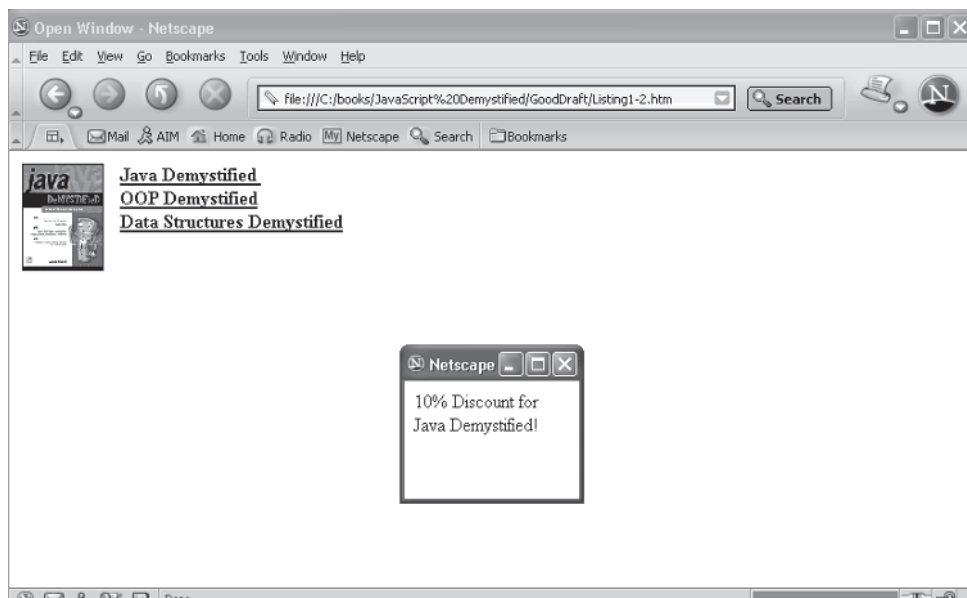 Open Window - Netscape
File Edit View Go Bookmarks Tools Window Help
file:///C:/books/JavaScript%20Demystified/GoodDraft/Listing1-2.htm Search N
Mail AIM Home Radio My Netscape Search Bookmarks
java
DeMYSTiFieD
Java Demystified
OOP Demystified
Data Structures Demystified
Netscape
10% Discount for
Java Demystified!